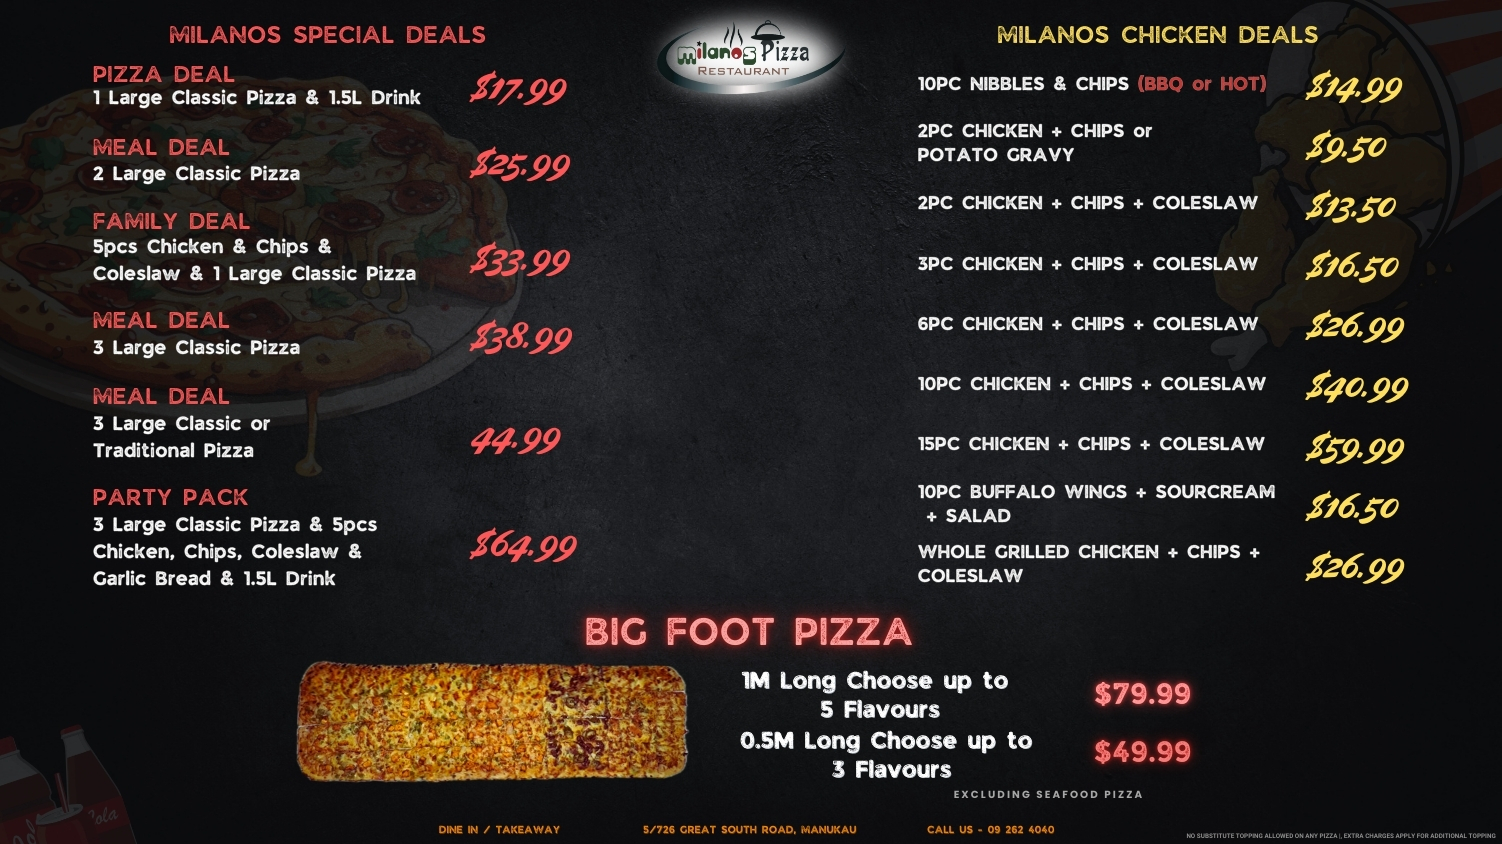 MILANOS SPECIAL DEALS
PIZZA DEAL
1 Large Classic Pizza & 1.5L Drink
$17.99
MEAL DEAL
2 Large Classic Pizza
$25.99
FAMILY DEAL
5pcs Chicken & Chips &
Coleslaw & 1 Large Classic Pizza
$33.99
MEAL DEAL
3 Large Classic Pizza
$38.99
MEAL DEAL
3 Large Classic or
Traditional Pizza
44.99
PARTY PACK
3 Large Classic Pizza & 5pcs
Chicken, Chips, Coleslaw &
Garlic Bread & 1.5L Drink
$64.99
milanos Pizza
RESTAURANT
MILANOS CHICKEN DEALS
10PC NIBBLES & CHIPS (BBQ or HOT)
$14.99
2PC CHICKEN + CHIPS or
POTATO GRAVY
$9.50
2PC CHICKEN + CHIPS + COLESLAW
$13.50
3PC CHICKEN + CHIPS + COLESLAW
$16.50
6PC CHICKEN + CHIPS + COLESLAW
$26.99
10PC CHICKEN + CHIPS + COLESLAW
$40.99
15PC CHICKEN + CHIPS + COLESLAW
$59.99
10PC BUFFALO WINGS + SOURCREAM
+ SALAD
$16.50
WHOLE GRILLED CHICKEN + CHIPS +
COLESLAW
$26.99
BIG FOOT PIZZA
1M Long Choose up to
5 Flavours
$79.99
0.5M Long Choose up to
3 Flavours
$49.99
EXCLUDING SEAFOOD PIZZA
DINE IN / TAKEAWAY
5/726 GREAT SOUTH ROAD, MANUKAU
CALL US - 09 262 4040
NO SUBSTITUTE TOPPING ALLOWED ON ANY PIZZA |, EXTRA CHARGES APPLY FOR ADDITIONAL TOPPING